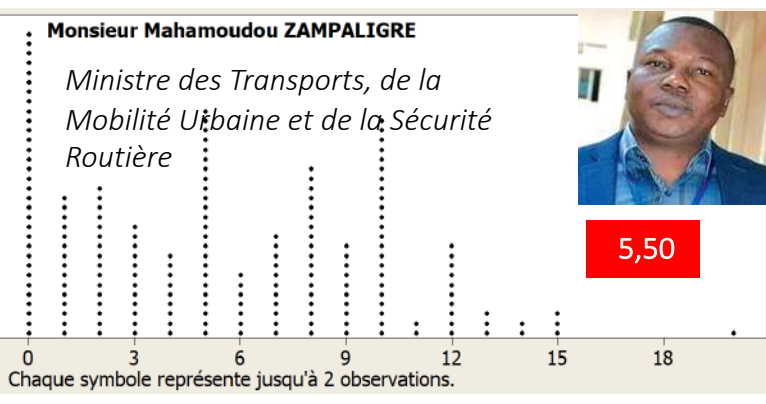 Monsieur Mahamoudou ZAMPALIGRE
Ministre des Transports, de la
Mobilité Urbaine et de la Sécurité
Routière
5,50
0 3 6 9 12 15 18
Chaque symbole représente jusqu'à 2 observations.